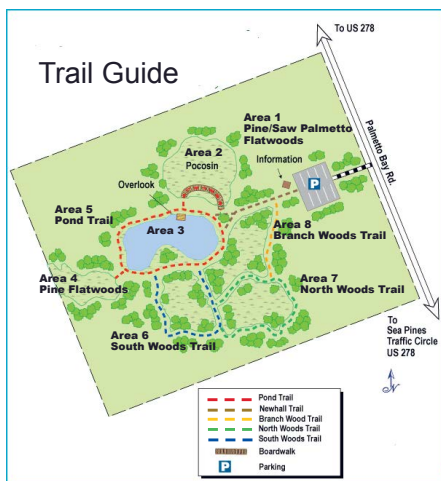 To US 278
Trail Guide
Palmetto Bay Rd.
Area 1
Pine/Saw Palmetto
Flatwoods
Area 2
Pocosin
Information
P
Overlook
Area 5
Pond Trail
Area 3
Area 8
Branch Woods Trail
Area 4
Pine Flatwoods
Area 7
North Woods Trail
Area 6
South Woods Trail
To
Sea Pines
Traffic Circle
US 278
N
Pond Trail
Newhall Trail
Branch Wood Trail
North Woods Trail
South Woods Trail
Boardwalk
P
Parking